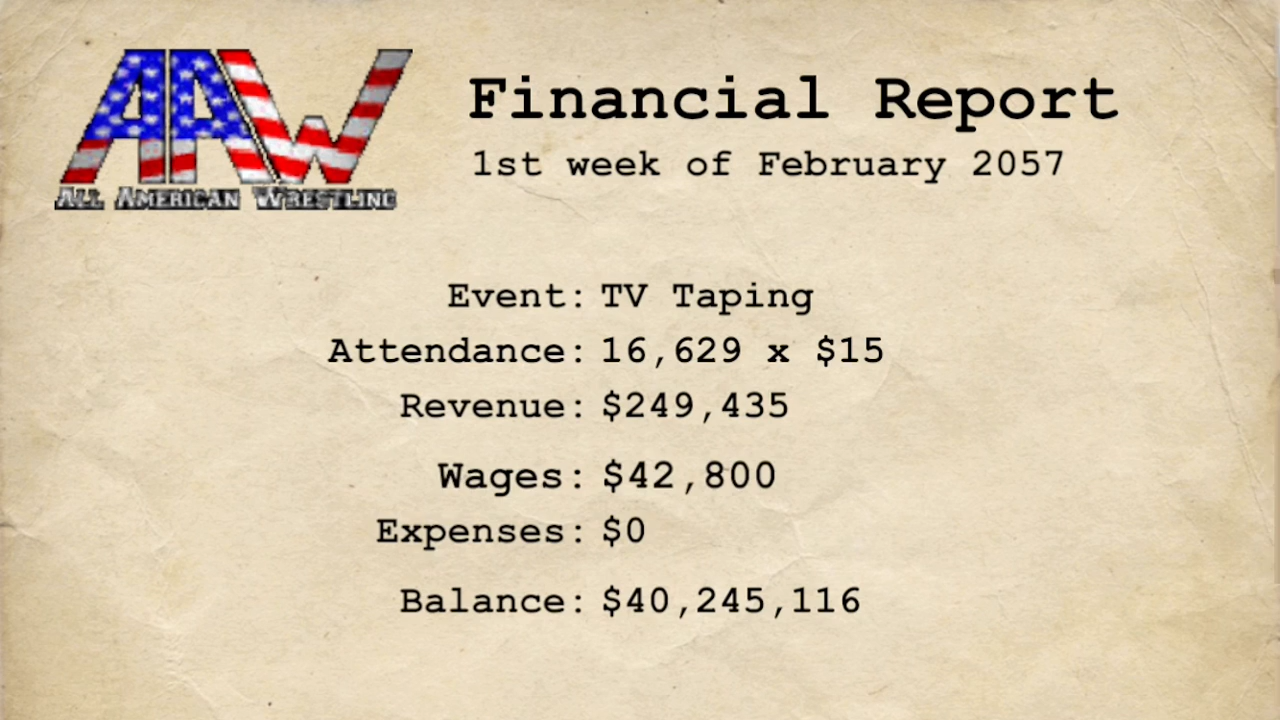 AAW
ALL AMERICAN WRESTLING
Financial Report
1st week of February 2057
Event: TV Taping
Attendance: 16,629 x $15
Revenue: $249,435
Wages: $42,800
Expenses: $0
Balance: $40,245,116